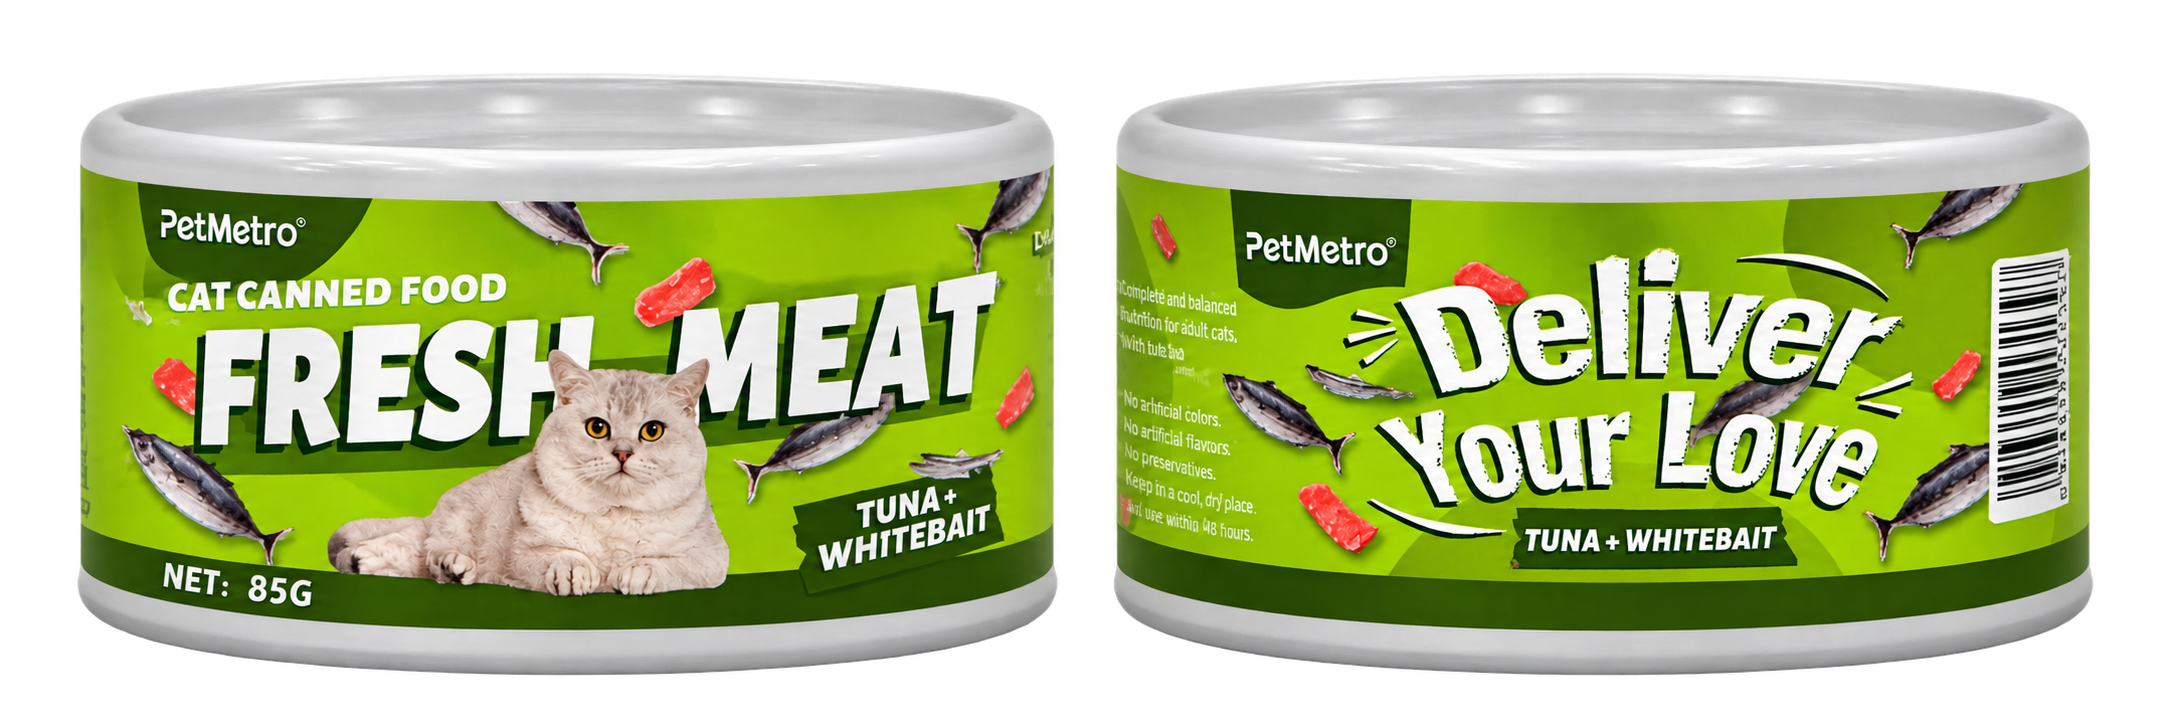 PetMetro®
CAT CANNED FOOD
FRESH MEAT
TUNA +
WHITEBAIT
NET: 85G
PetMetro®
Complete and balanced
nutrition for adult cats.
With
No artificial colors.
No artificial flavors.
No preservatives.
Keep in a cool, dry place.
and use within 48 hours.
Deliver
Your Love
TUNA + WHITEBAIT